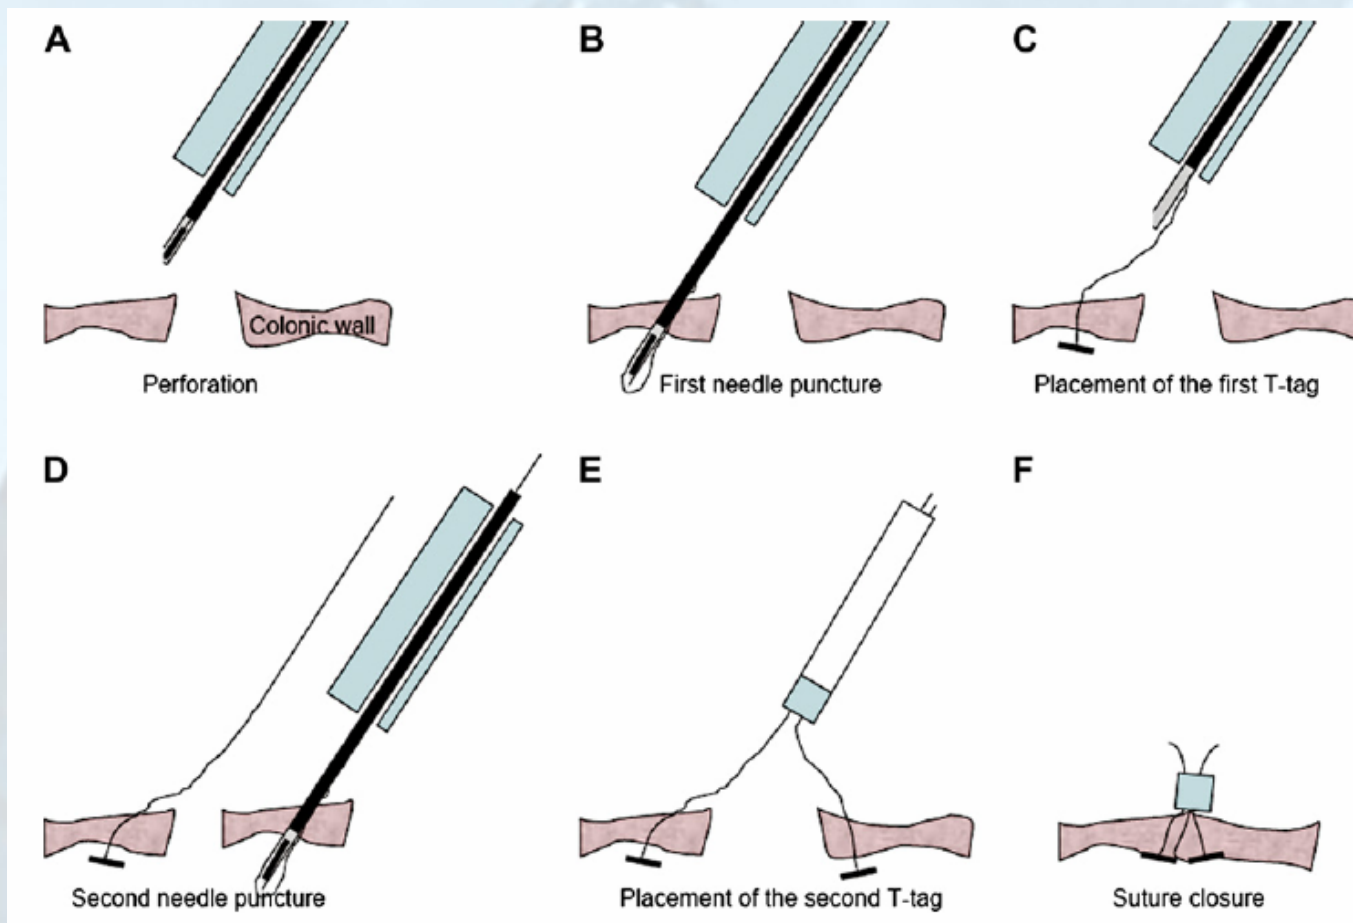 A
B
C
Colonic wall
Perforation
First needle puncture
Placement of the first T-tag
D
E
F
Second needle puncture
Placement of the second T-tag
Suture closure